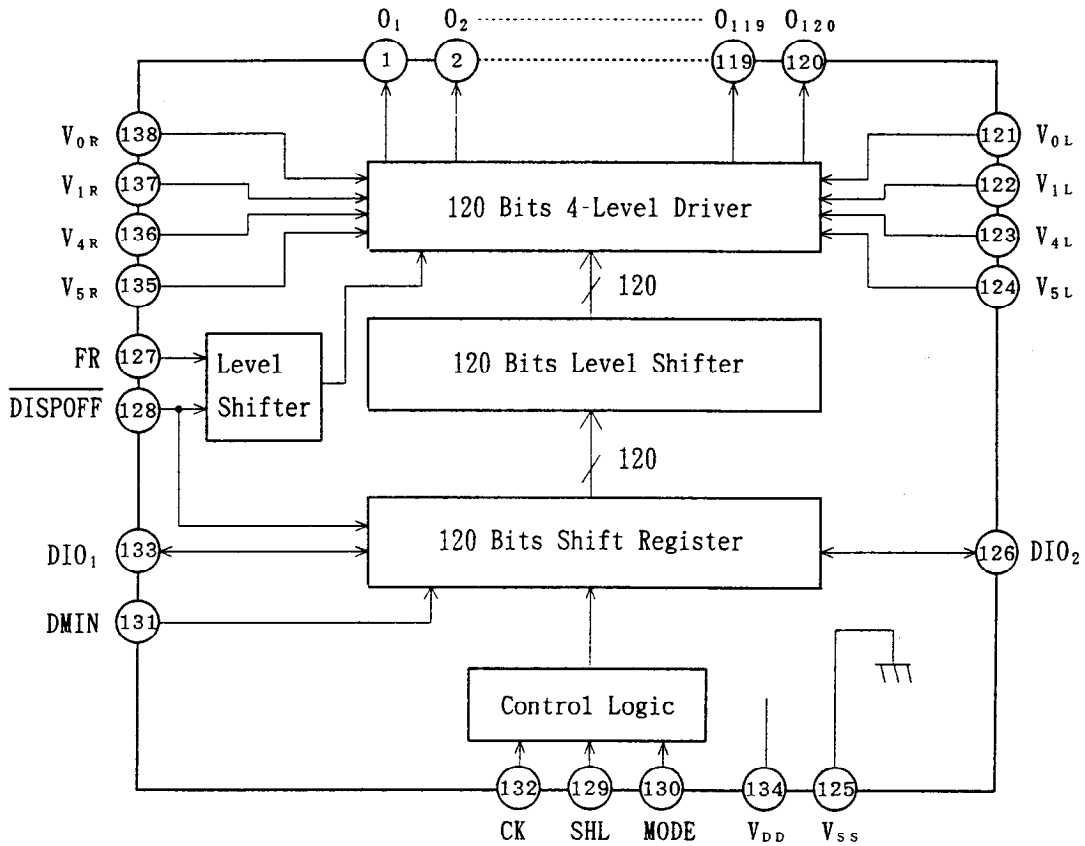 O₁ O₂ O₁₁₉ O₁₂₀
1 2 119 120
V₀R 138 121 V₀L
V₁R 137 122 V₁L
120 Bits 4-Level Driver
V₄R 136 123 V₄L
V₅R 135 124 V₅L
120
FR 127
Level
Shifter
120 Bits Level Shifter
DISPOFF 128
120
DIO₁ 133 120 Bits Shift Register 126 DIO₂
DMIN 131
Control Logic
132 129 130 134 125
CK SHL MODE VDD VSS